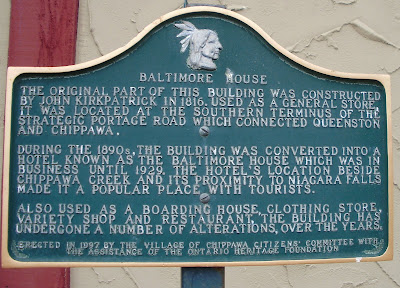 BALTIMORE HOUSE
THE ORIGINAL PART OF THIS BUILDING WAS CONSTRUCTED
BY JOHN KIRKPATRICK IN 1816. USED AS A GENERAL STORE,
IT WAS LOCATED AT THE SOUTHERN TERMINUS OF THE
STRATEGIC PORTAGE ROAD WHICH CONNECTED QUEENSTON
AND CHIPPAWA.
DURING THE 1890s, THE BUILDING WAS CONVERTED INTO A
HOTEL KNOWN AS THE BALTIMORE HOUSE WHICH WAS IN
BUSINESS UNTIL 1929. THE HOTEL'S LOCATION BESIDE
CHIPPAWA CREEK AND ITS PROXIMITY TO NIAGARA FALLS
MADE IT A POPULAR PLACE WITH TOURISTS.
ALSO USED AS A BOARDING HOUSE, CLOTHING STORE,
VARIETY SHOP AND RESTAURANT, THE BUILDING HAS
UNDERGONE A NUMBER OF ALTERATIONS, OVER THE YEARS.
ERECTED IN 1997 BY THE VILLAGE OF CHIPPAWA CITIZENS' COMMITTEE WITH
THE ASSISTANCE OF THE ONTARIO HERITAGE FOUNDATION